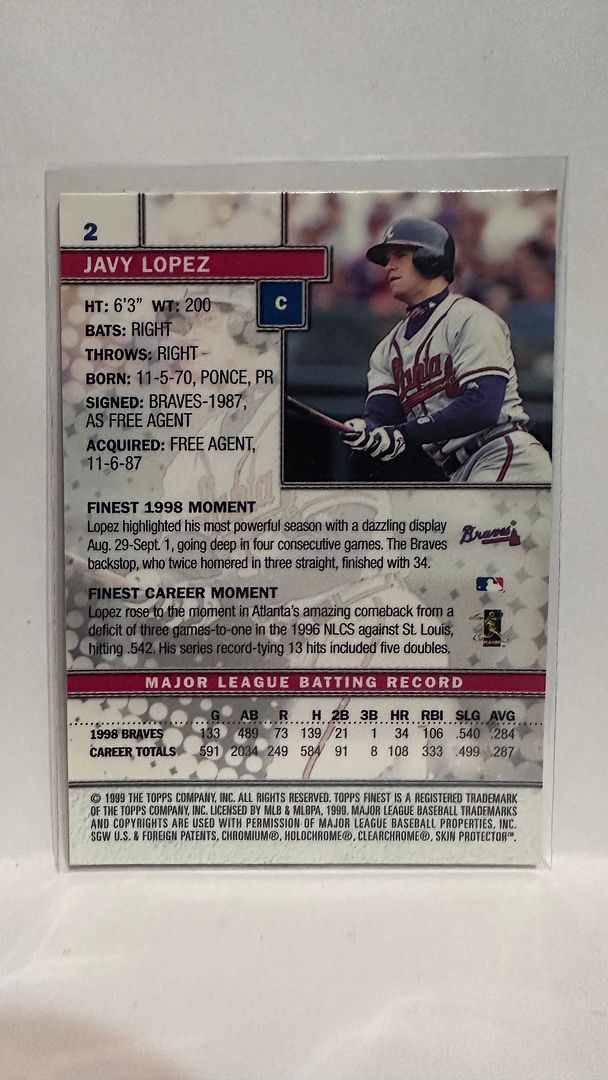 2
JAVY LOPEZ
C
HT: 6'3" WT: 200
BATS: RIGHT
THROWS: RIGHT
BORN: 11-5-70, PONCE, PR
SIGNED: BRAVES-1987,
AS FREE AGENT
ACQUIRED: FREE AGENT,
11-6-87
FINEST 1998 MOMENT
Lopez highlighted his most powerful season with a dazzling display
Aug. 29-Sept. 1, going deep in four consecutive games. The Braves
backstop, who twice homered in three straight, finished with 34.
Braves
FINEST CAREER MOMENT
Lopez rose to the moment in Atlanta's amazing comeback from a
deficit of three games-to-one in the 1996 NLCS against St. Louis,
hitting .542. His series record-tying 13 hits included five doubles.
MAJOR LEAGUE BATTING RECORD
G AB R H 2B 3B HR RBI SLG AVG
1998 BRAVES 133 489 73 139 21 1 34 106 .540 .284
CAREER TOTALS 591 2034 249 584 91 8 108 333 .499 .287
© 1999 THE TOPPS COMPANY, INC. ALL RIGHTS RESERVED. TOPPS FINEST IS A REGISTERED TRADEMARK
OF THE TOPPS COMPANY, INC. LICENSED BY MLB & MLBPA, 1999. MAJOR LEAGUE BASEBALL TRADEMARKS
AND COPYRIGHTS ARE USED WITH PERMISSION OF MAJOR LEAGUE BASEBALL PROPERTIES, INC.
SGW U.S. & FOREIGN PATENTS, CHROMIUM®, HOLOCHROME®, CLEARCHROME®, SKIN PROTECTOR™.